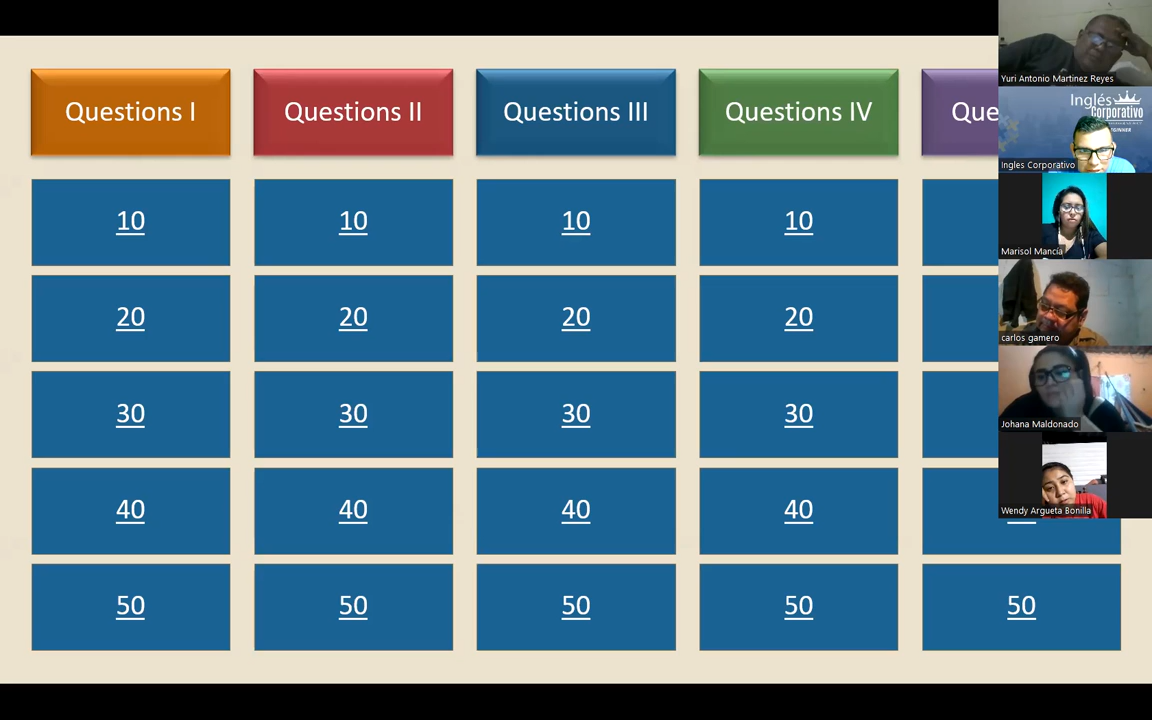 Questions I
Questions II
Questions III
Questions IV
Que
10
10
10
10
20
20
20
20
30
30
30
30
40
40
40
40
50
50
50
50
50
Yuri Antonio Martinez Reyes
Inglés
Corporativo
Ingles Corporativo
Marisol Mancía
carlos gamero
Johana Maldonado
Wendy Argueta Bonilla